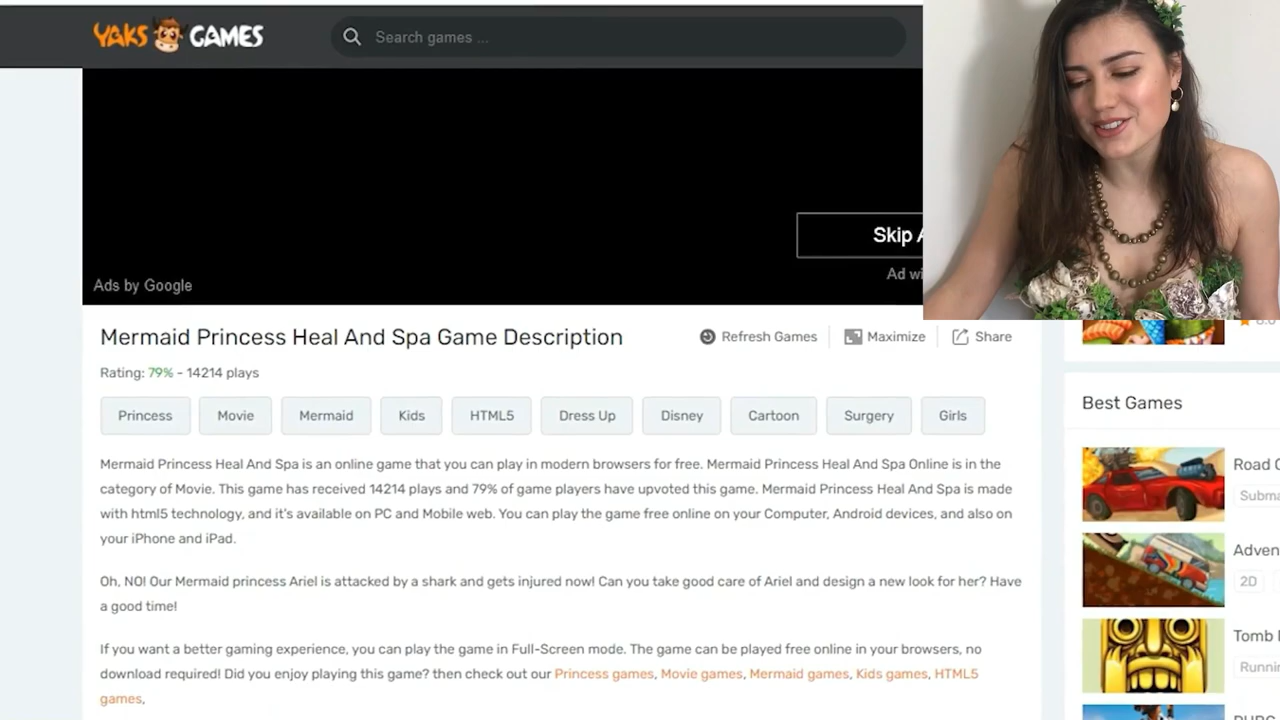 YAKS GAMES
Search games ...
Skip
Ads by Google
Mermaid Princess Heal And Spa Game Description
Refresh Games
Maximize
Share
Rating: 79% - 14214 plays
Princess
Movie
Mermaid
Kids
HTML5
Dress Up
Disney
Cartoon
Surgery
Girls
Mermaid Princess Heal And Spa is an online game that you can play in modern browsers for free. Mermaid Princess Heal And Spa Online is in the
category of Movie. This game has received 14214 plays and 79% of game players have upvoted this game. Mermaid Princess Heal And Spa is made
with html5 technology, and it's available on PC and Mobile web. You can play the game free online on your Computer, Android devices, and also on
your iPhone and iPad.
Oh, NO! Our Mermaid princess Ariel is attacked by a shark and gets injured now! Can you take good care of Ariel and design a new look for her? Have
a good time!
If you want a better gaming experience, you can play the game in Full-Screen mode. The game can be played free online in your browsers, no
download required! Did you enjoy playing this game? then check out our Princess games, Movie games, Mermaid games, Kids games, HTML5
games,
Best Games
Road
Adven
2D
Tomb